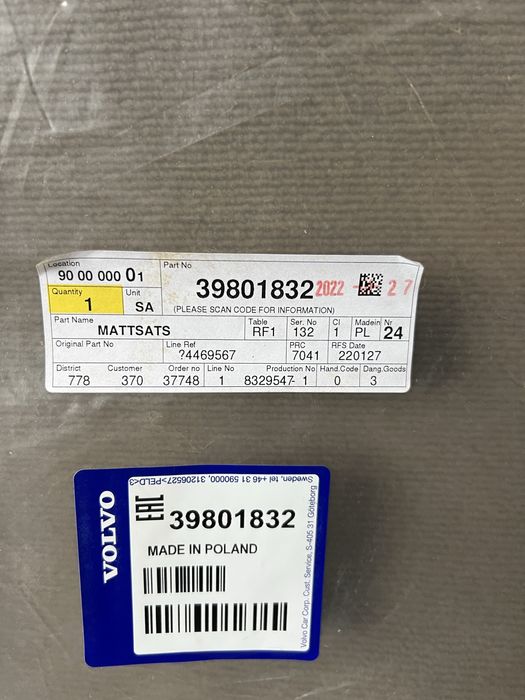 Location
90 00 000 01
Part No
39801832
2022 27
(PLEASE SCAN CODE FOR INFORMATION)
Quantity
1
Unit
SA
Part Name
MATTSATS
Table
RF1
Ser. No
132
Cl
1
Madein
PL
Nr
24
Original Part No
Line Ref
?4469567
PRC
7041
RFS Date
220127
District
778
Customer
370
Order no
37748
Line No
1
Production No
8329547- 1
Hand.Code
0
Dang.Goods
3
VOLVO
Sweden, tel +46 31 590000, 31206527>PELD<3
EAC
39801832
MADE IN POLAND
Volvo Car Corp. Cust. Service, S-405 31 Göteborg